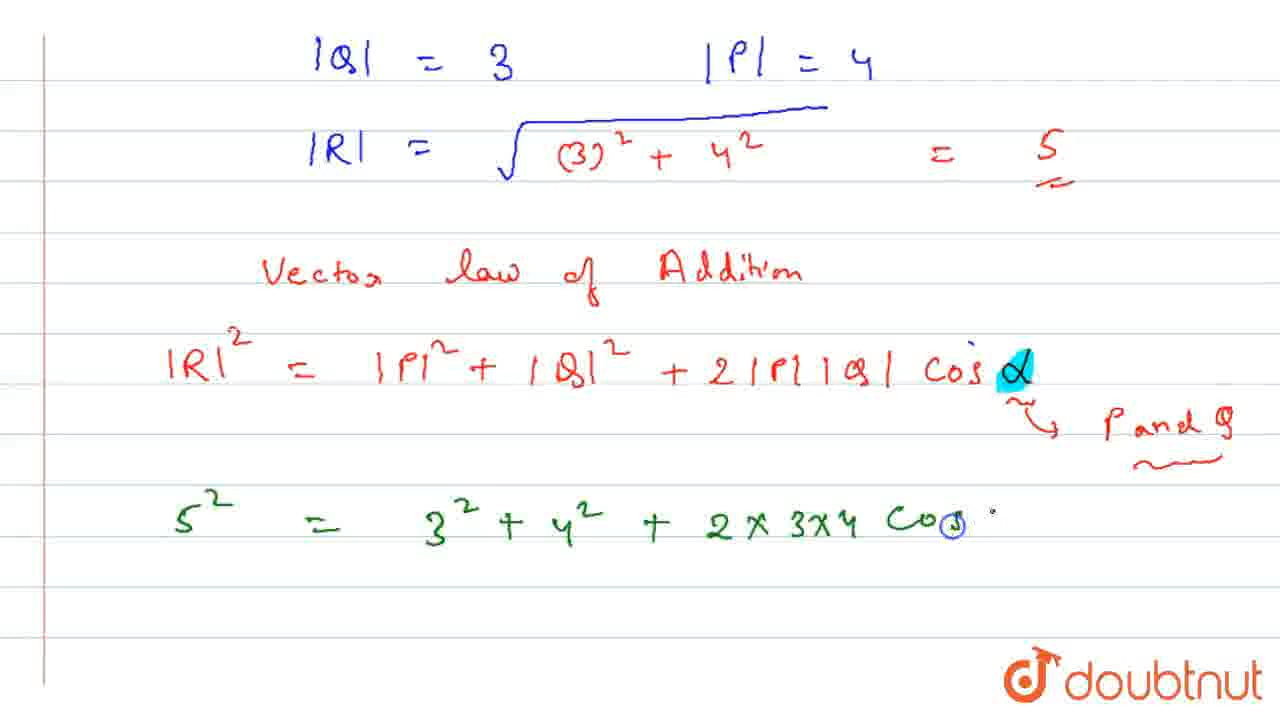 |Q| = 3 |P| = 4
|R| = √(3)² + 4² = 5
Vector law of Addition
|R|² = |P|² + |Q|² + 2|P||Q| cos α
P and Q
5² = 3² + 4² + 2 × 3 × 4 cos
doubtnut